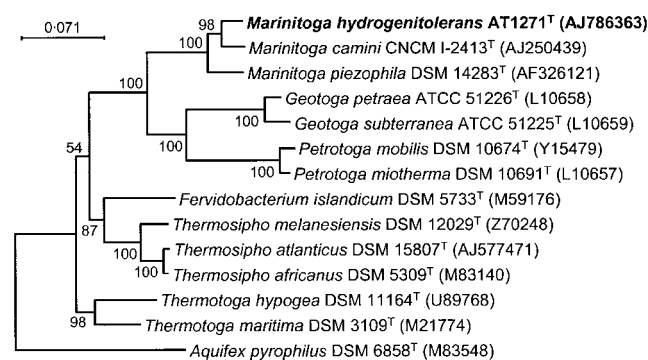 0·071
98
Marinitoga hydrogenitolerans AT1271ᵀ (AJ786363)
100
Marinitoga camini CNCM I-2413ᵀ (AJ250439)
Marinitoga piezophila DSM 14283ᵀ (AF326121)
100
Geotoga petraea ATCC 51226ᵀ (L10658)
100
Geotoga subterranea ATCC 51225ᵀ (L10659)
54
100
Petrotoga mobilis DSM 10674ᵀ (Y15479)
100
Petrotoga miotherma DSM 10691ᵀ (L10657)
Fervidobacterium islandicum DSM 5733ᵀ (M59176)
87
Thermosipho melanesiensis DSM 12029ᵀ (Z70248)
100
Thermosipho atlanticus DSM 15807ᵀ (AJ577471)
100
Thermosipho africanus DSM 5309ᵀ (M83140)
Thermotoga hypogea DSM 11164ᵀ (U89768)
98
Thermotoga maritima DSM 3109ᵀ (M21774)
Aquifex pyrophilus DSM 6858ᵀ (M83548)